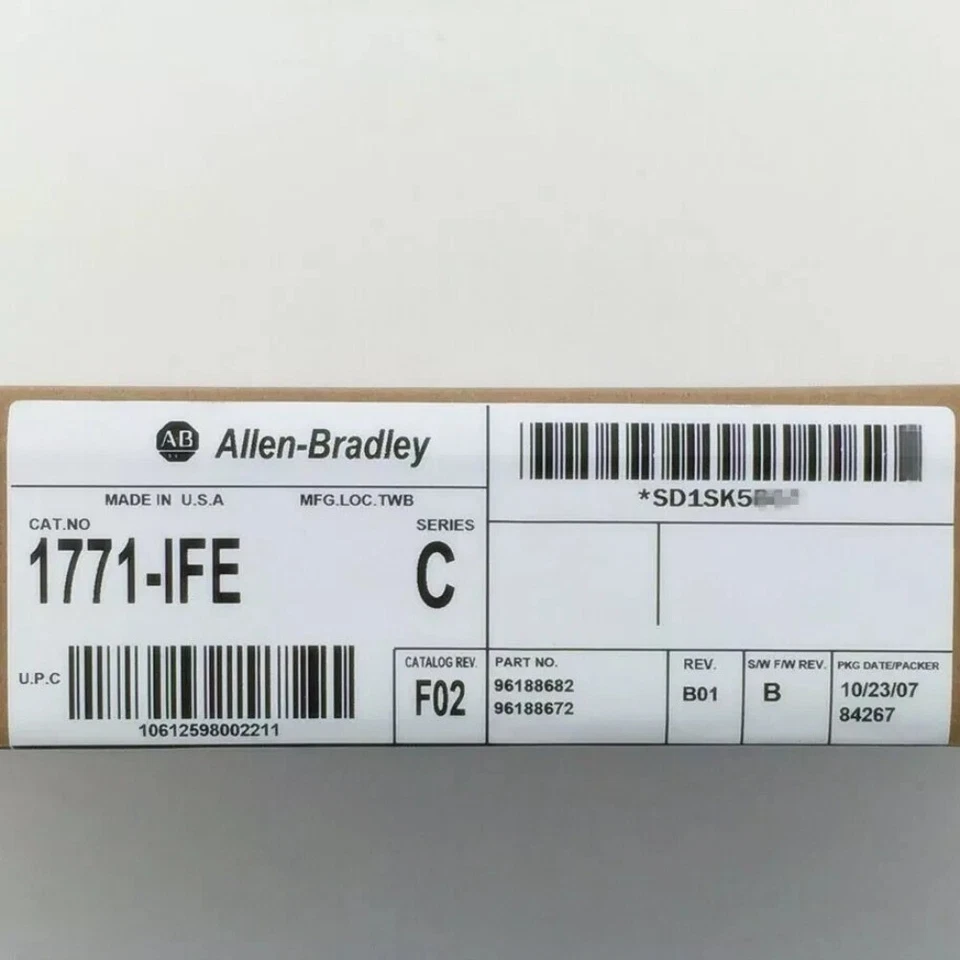 AB Allen-Bradley
MADE IN U.S.A MFG.LOC.TWB
CAT.NO SERIES
1771-IFE C
U.P.C
10612598002211
CATALOG REV.
F02
*SD1SK5
PART NO.
96188682
96188672
REV.
B01
S/W F/W REV.
B
PKG DATE/PACKER
10/23/07
84267